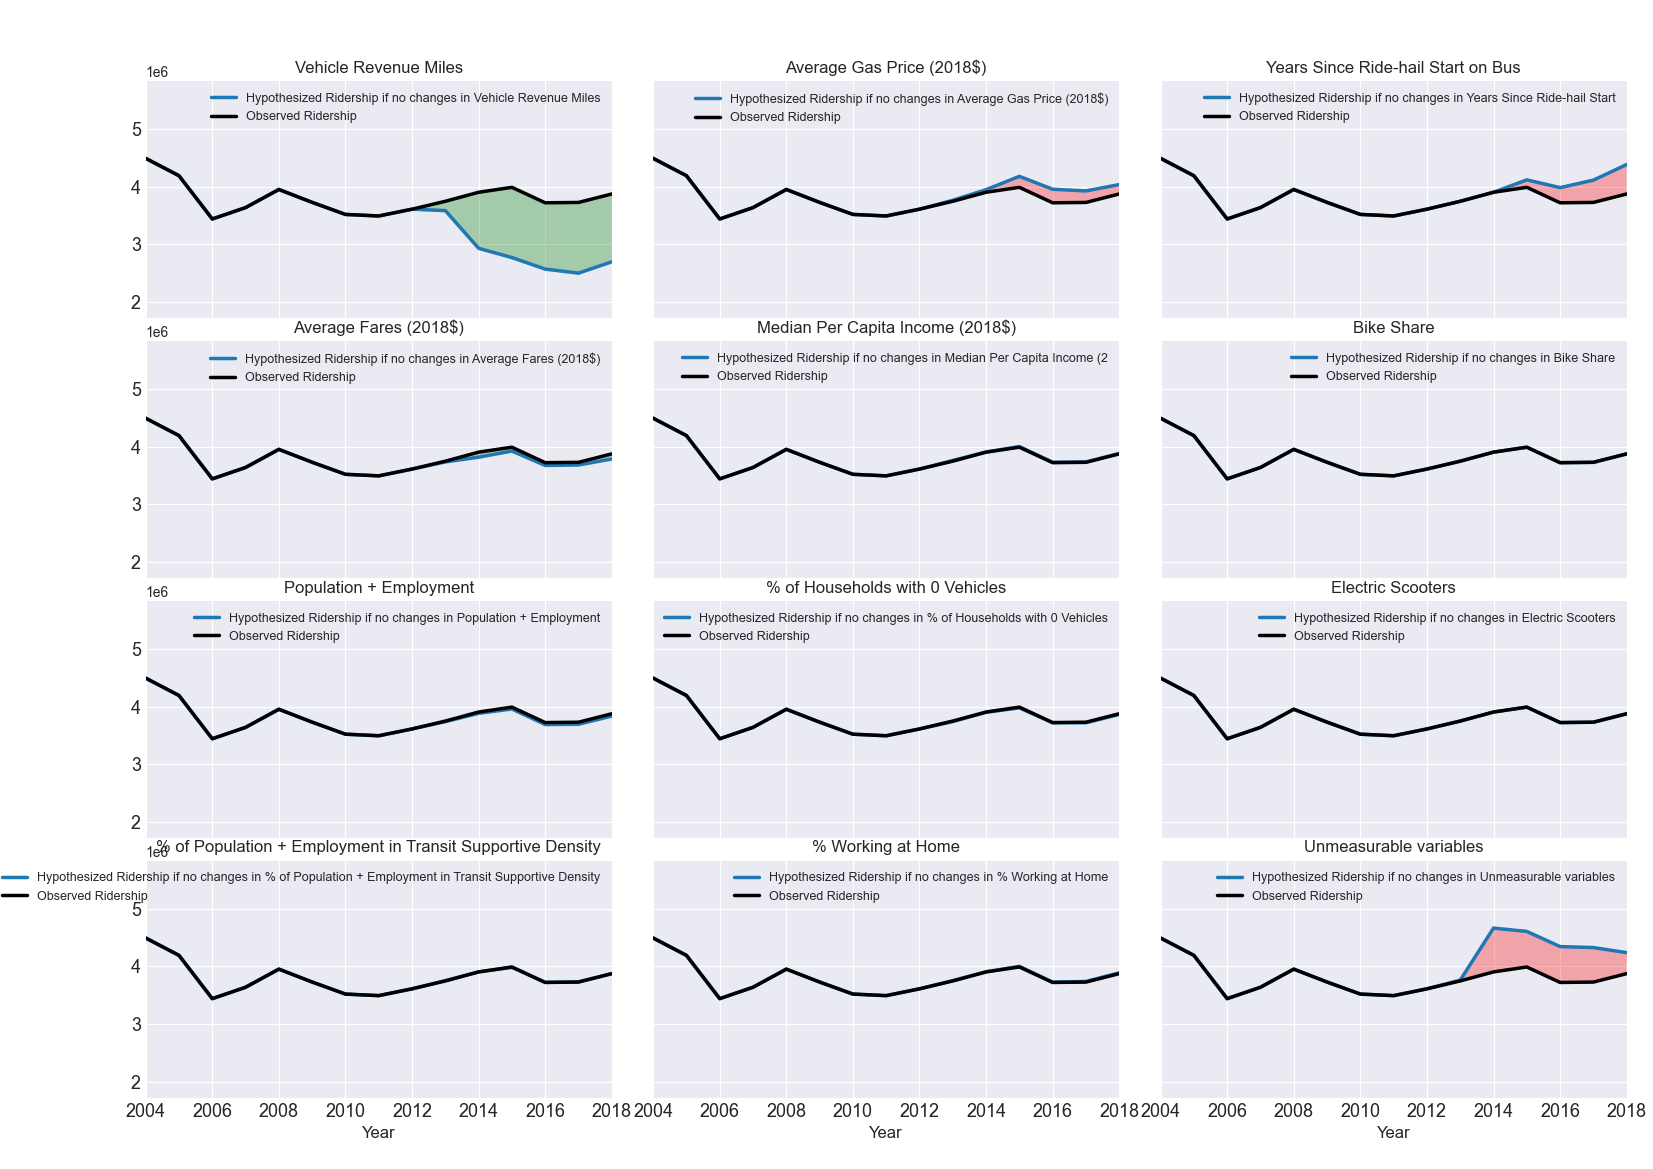 Vehicle Revenue Miles
1e6
Hypothesized Ridership if no changes in Vehicle Revenue Miles
Observed Ridership
5
4
3
2
Average Gas Price (2018$)
Hypothesized Ridership if no changes in Average Gas Price (2018$)
Observed Ridership
Years Since Ride-hail Start on Bus
Hypothesized Ridership if no changes in Years Since Ride-hail Start
Observed Ridership
Average Fares (2018$)
1e6
Hypothesized Ridership if no changes in Average Fares (2018$)
Observed Ridership
5
4
3
2
Median Per Capita Income (2018$)
Hypothesized Ridership if no changes in Median Per Capita Income (2
Observed Ridership
Bike Share
Hypothesized Ridership if no changes in Bike Share
Observed Ridership
Population + Employment
1e6
Hypothesized Ridership if no changes in Population + Employment
Observed Ridership
5
4
3
2
% of Households with 0 Vehicles
Hypothesized Ridership if no changes in % of Households with 0 Vehicles
Observed Ridership
Electric Scooters
Hypothesized Ridership if no changes in Electric Scooters
Observed Ridership
% of Population + Employment in Transit Supportive Density
1e6
Hypothesized Ridership if no changes in % of Population + Employment in Transit Supportive Density
Observed Ridership
5
4
3
2
2004 2006 2008 2010 2012 2014 2016 2018
Year
% Working at Home
Hypothesized Ridership if no changes in % Working at Home
Observed Ridership
2004 2006 2008 2010 2012 2014 2016 2018
Year
Unmeasurable variables
Hypothesized Ridership if no changes in Unmeasurable variables
Observed Ridership
2004 2006 2008 2010 2012 2014 2016 2018
Year